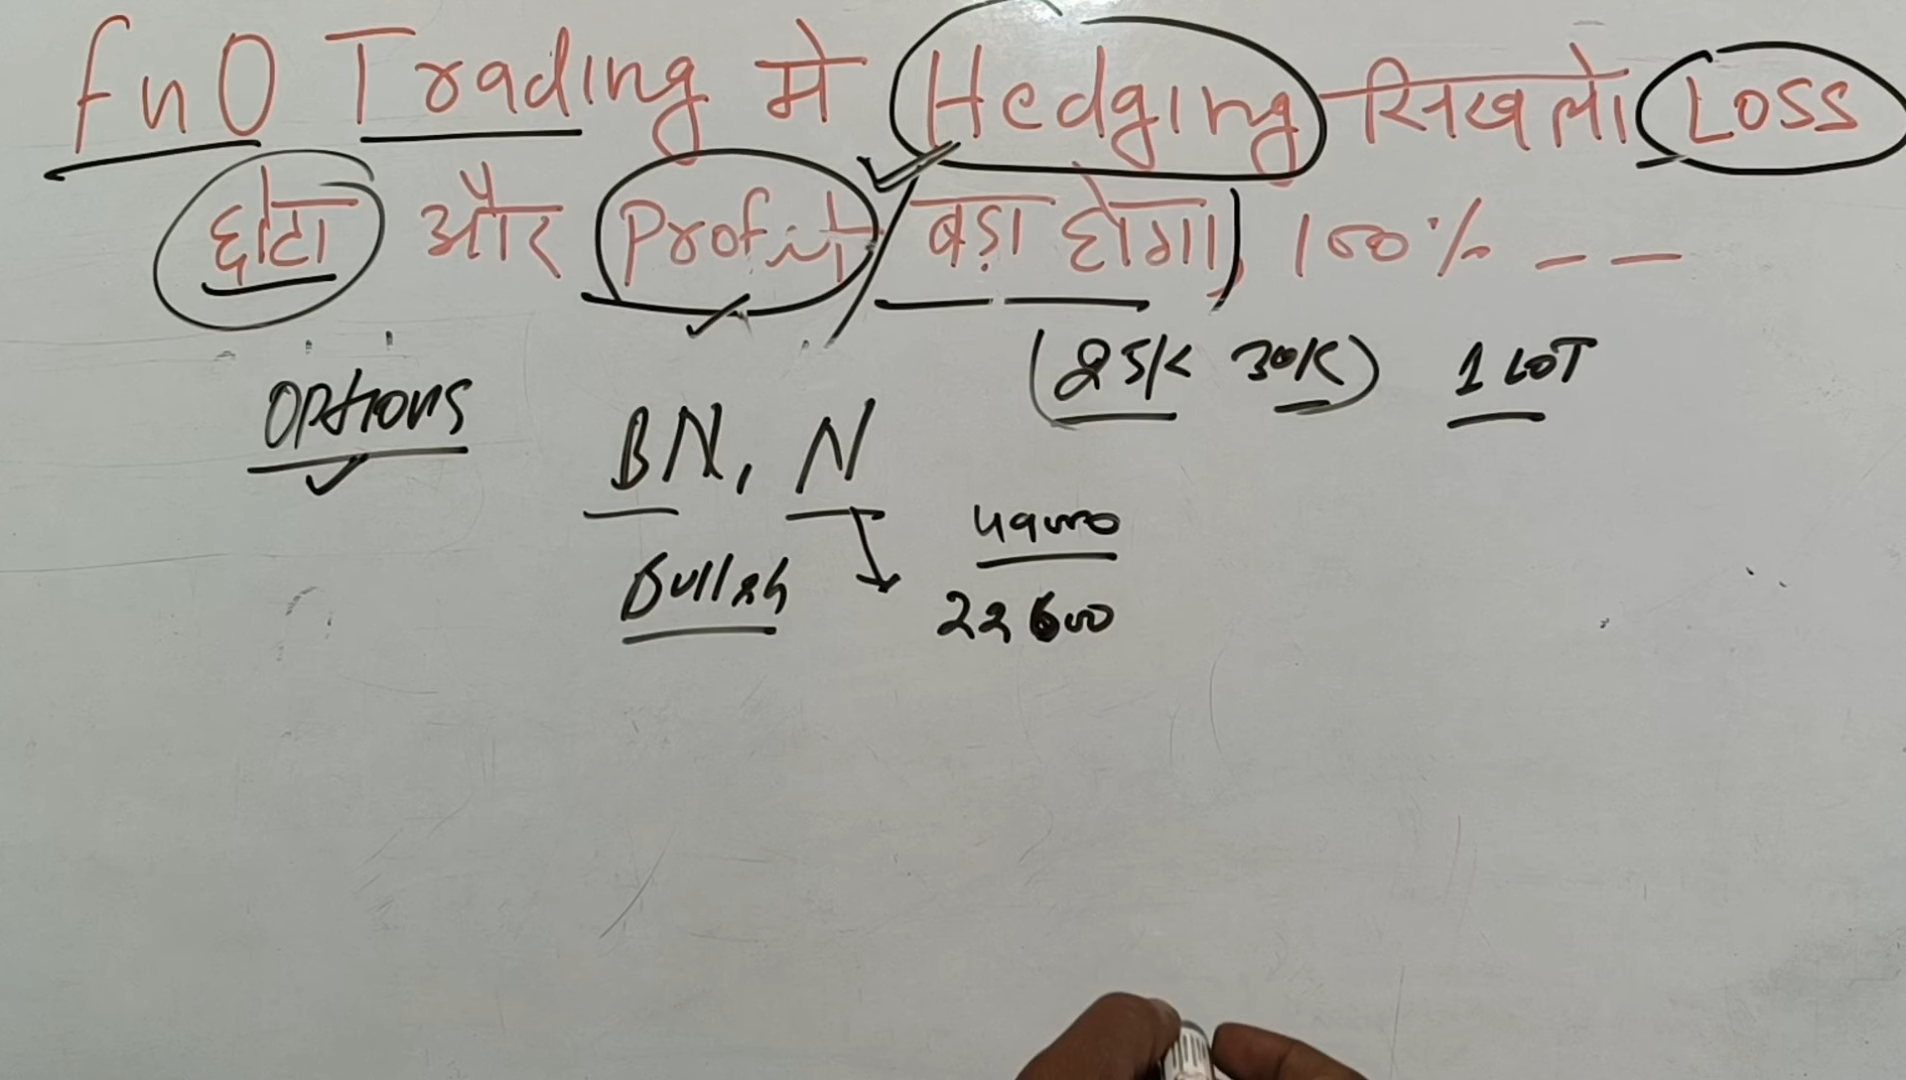 FnO Trading मे Hedging सिखलो Loss
छोटा और Profit बड़ा होगा, 100% --
(25K 30K) 1 LOT
Options
BN, N
49000
Bullish
22600